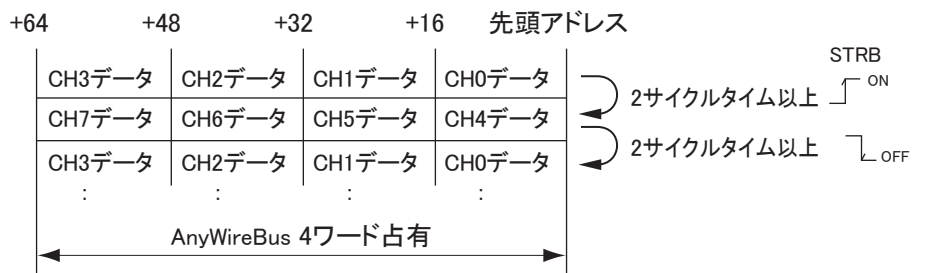 +64 +48 +32 +16 先頭アドレス
STRB
CH3データ CH2データ CH1データ CH0データ
2サイクルタイム以上 ON
CH7データ CH6データ CH5データ CH4データ
2サイクルタイム以上 OFF
CH3データ CH2データ CH1データ CH0データ
: : : :
AnyWireBus 4ワード占有